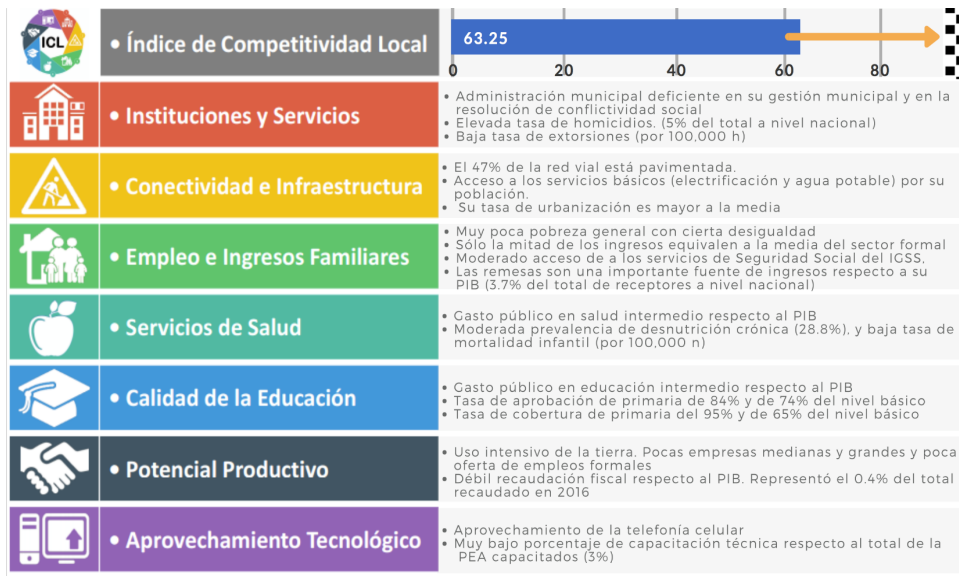 ICL
• Índice de Competitividad Local
63.25
0 20 40 60 80
• Instituciones y Servicios
• Administración municipal deficiente en su gestión municipal y en la
resolución de conflictividad social
• Elevada tasa de homicidios. (5% del total a nivel nacional)
• Baja tasa de extorsiones (por 100,000 h)
• Conectividad e Infraestructura
• El 47% de la red vial está pavimentada.
• Acceso a los servicios básicos (electrificación y agua potable) por su
población.
• Su tasa de urbanización es mayor a la media
• Empleo e Ingresos Familiares
• Muy poca pobreza general con cierta desigualdad
• Sólo la mitad de los ingresos equivalen a la media del sector formal
• Moderado acceso de a los servicios de Seguridad Social del IGSS,
• Las remesas son una importante fuente de ingresos respecto a su
PIB (3.7% del total de receptores a nivel nacional)
• Servicios de Salud
• Gasto público en salud intermedio respecto al PIB
• Moderada prevalencia de desnutrición crónica (28.8%), y baja tasa de
mortalidad infantil (por 100,000 n)
• Calidad de la Educación
• Gasto público en educación intermedio respecto al PIB
• Tasa de aprobación de primaria de 84% y de 74% del nivel básico
• Tasa de cobertura de primaria del 95% y de 65% del nivel básico
• Potencial Productivo
• Uso intensivo de la tierra. Pocas empresas medianas y grandes y poca
oferta de empleos formales
• Débil recaudación fiscal respecto al PIB. Representó el 0.4% del total
recaudado en 2016
• Aprovechamiento Tecnológico
• Aprovechamiento de la telefonía celular
• Muy bajo porcentaje de capacitación técnica respecto al total de la
PEA capacitados (3%)